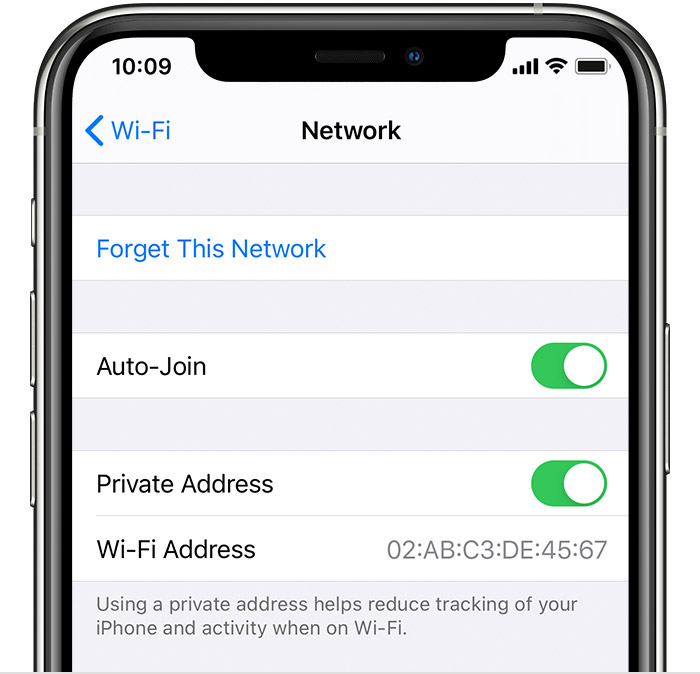 10:09
Wi-Fi
Network
Forget This Network
Auto-Join
Private Address
Wi-Fi Address 02:AB:C3:DE:45:67
Using a private address helps reduce tracking of your
iPhone and activity when on Wi-Fi.